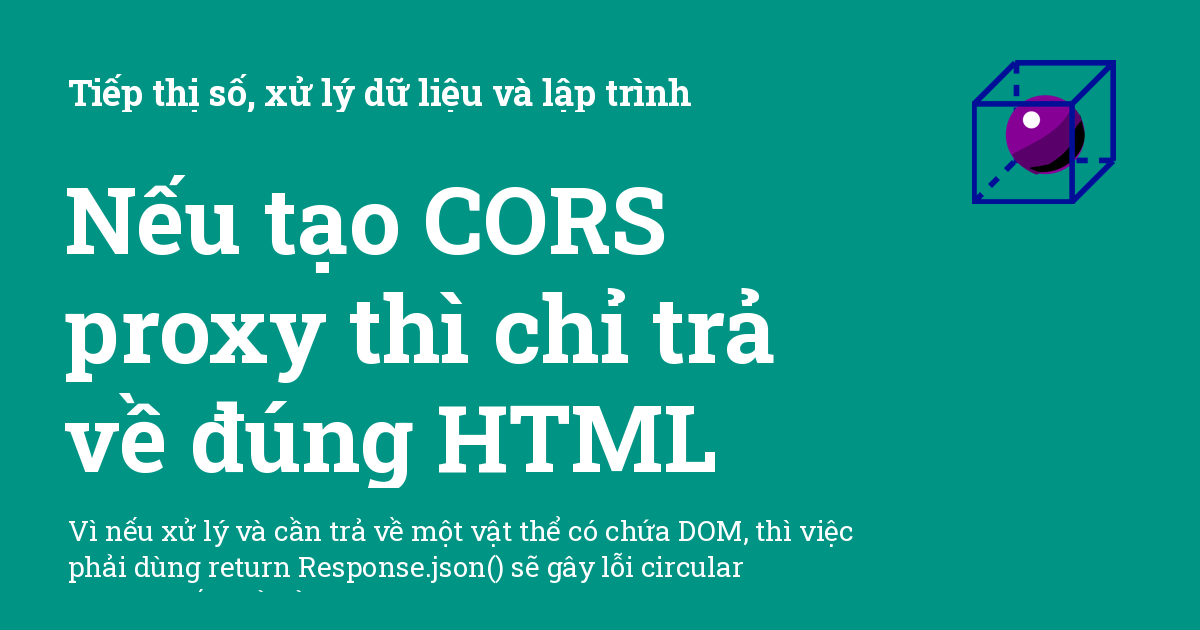 Tiếp thị số, xử lý dữ liệu và lập trình
Nếu tạo CORS
proxy thì chỉ trả
về đúng HTML
Vì nếu xử lý và cần trả về một vật thể có chứa DOM, thì việc
phải dùng return Response.json() sẽ gây lỗi circular